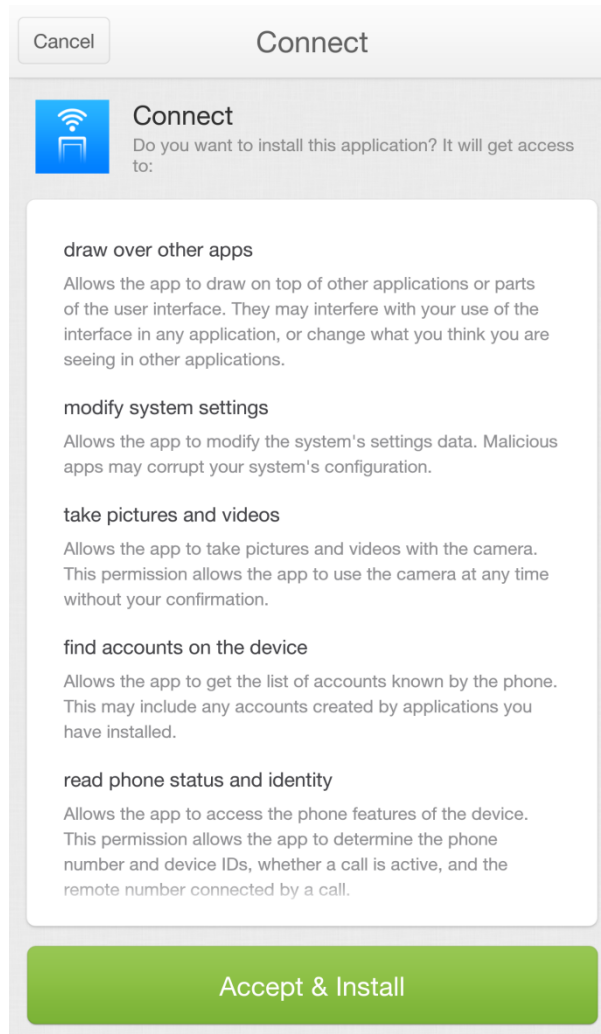 Cancel
Connect
Connect
Do you want to install this application? It will get access
to:
draw over other apps
Allows the app to draw on top of other applications or parts
of the user interface. They may interfere with your use of the
interface in any application, or change what you think you are
seeing in other applications.
modify system settings
Allows the app to modify the system's settings data. Malicious
apps may corrupt your system's configuration.
take pictures and videos
Allows the app to take pictures and videos with the camera.
This permission allows the app to use the camera at any time
without your confirmation.
find accounts on the device
Allows the app to get the list of accounts known by the phone.
This may include any accounts created by applications you
have installed.
read phone status and identity
Allows the app to access the phone features of the device.
This permission allows the app to determine the phone
number and device IDs, whether a call is active, and the
remote number connected by a call.
Accept & Install